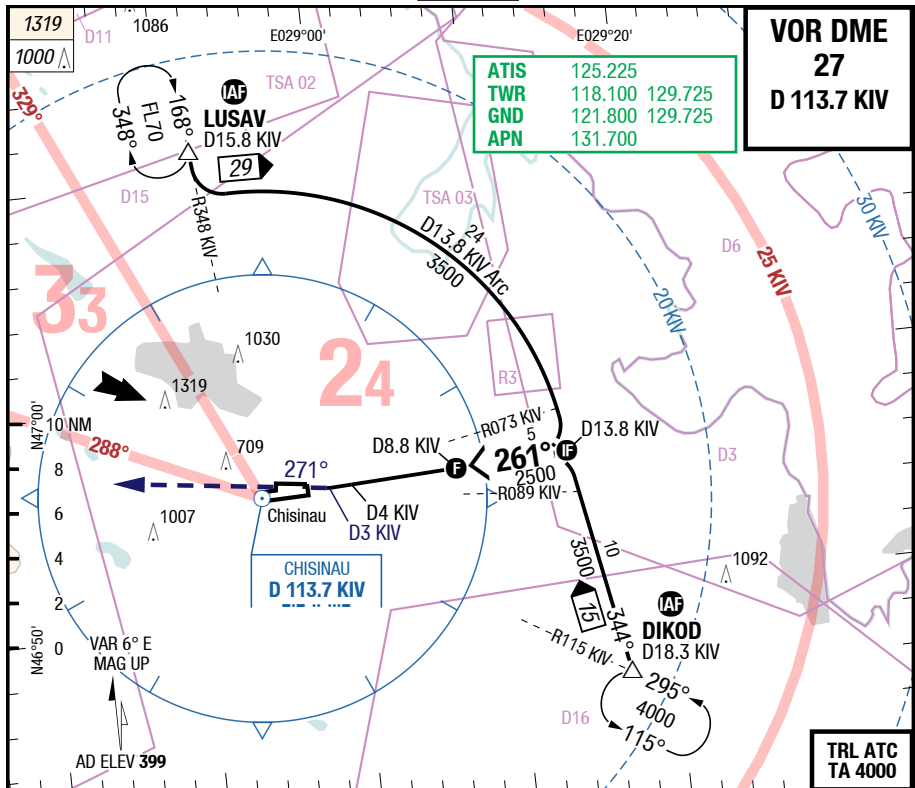 1319
1000
1086
D11
E029°00'
E029°20'
VOR DME
27
D 113.7 KIV
ATIS 125.225
TWR 118.100 129.725
GND 121.800 129.725
APN 131.700
329°
348°
FL70
168°
IAF
LUSAV
D15.8 KIV
29
TSA 02
TSA 03
D15
R348 KIV
24
D13.8 KIV Arc
3500
D6
30 KIV
25 KIV
20 KIV
33
24
1030
1319
R3
D3
N47°00'
10 NM
288°
709
271°
D8.8 KIV
F
R073 KIV
5
261°
2500
R089 KIV
IF
D13.8 KIV
8
6
4
2
0
1007
Chisinau
D4 KIV
D3 KIV
CHISINAU
D 113.7 KIV
3500
10
15
344°
1092
IAF
DIKOD
D18.3 KIV
R115 KIV
295°
4000
115°
D16
N46°50'
VAR 6° E
MAG UP
AD ELEV 399
TRL ATC
TA 4000